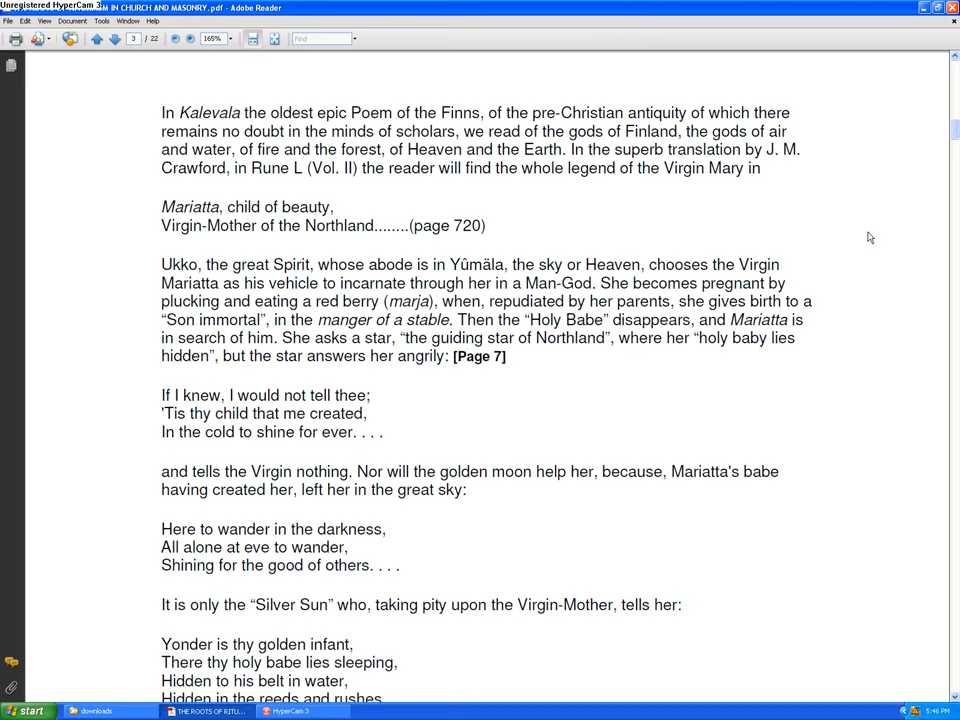 Unregistered HyperCam 3
M IN CHURCH AND MASONRY.pdf - Adobe Reader
File Edit View Document Tools Window Help
3 / 22 165% Find
In Kalevala the oldest epic Poem of the Finns, of the pre-Christian antiquity of which there
remains no doubt in the minds of scholars, we read of the gods of Finland, the gods of air
and water, of fire and the forest, of Heaven and the Earth. In the superb translation by J. M.
Crawford, in Rune L (Vol. II) the reader will find the whole legend of the Virgin Mary in
Mariatta, child of beauty,
Virgin-Mother of the Northland........(page 720)
Ukko, the great Spirit, whose abode is in Yûmäla, the sky or Heaven, chooses the Virgin
Mariatta as his vehicle to incarnate through her in a Man-God. She becomes pregnant by
plucking and eating a red berry (marja), when, repudiated by her parents, she gives birth to a
“Son immortal”, in the manger of a stable. Then the “Holy Babe” disappears, and Mariatta is
in search of him. She asks a star, “the guiding star of Northland”, where her “holy baby lies
hidden”, but the star answers her angrily: [Page 7]
If I knew, I would not tell thee;
'Tis thy child that me created,
In the cold to shine for ever. . . .
and tells the Virgin nothing. Nor will the golden moon help her, because, Mariatta's babe
having created her, left her in the great sky:
Here to wander in the darkness,
All alone at eve to wander,
Shining for the good of others. . . .
It is only the “Silver Sun” who, taking pity upon the Virgin-Mother, tells her:
Yonder is thy golden infant,
There thy holy babe lies sleeping,
Hidden to his belt in water,
Hidden in the reeds and rushes
start downloads THE ROOTS OF RITU... HyperCam 3 5:46 PM